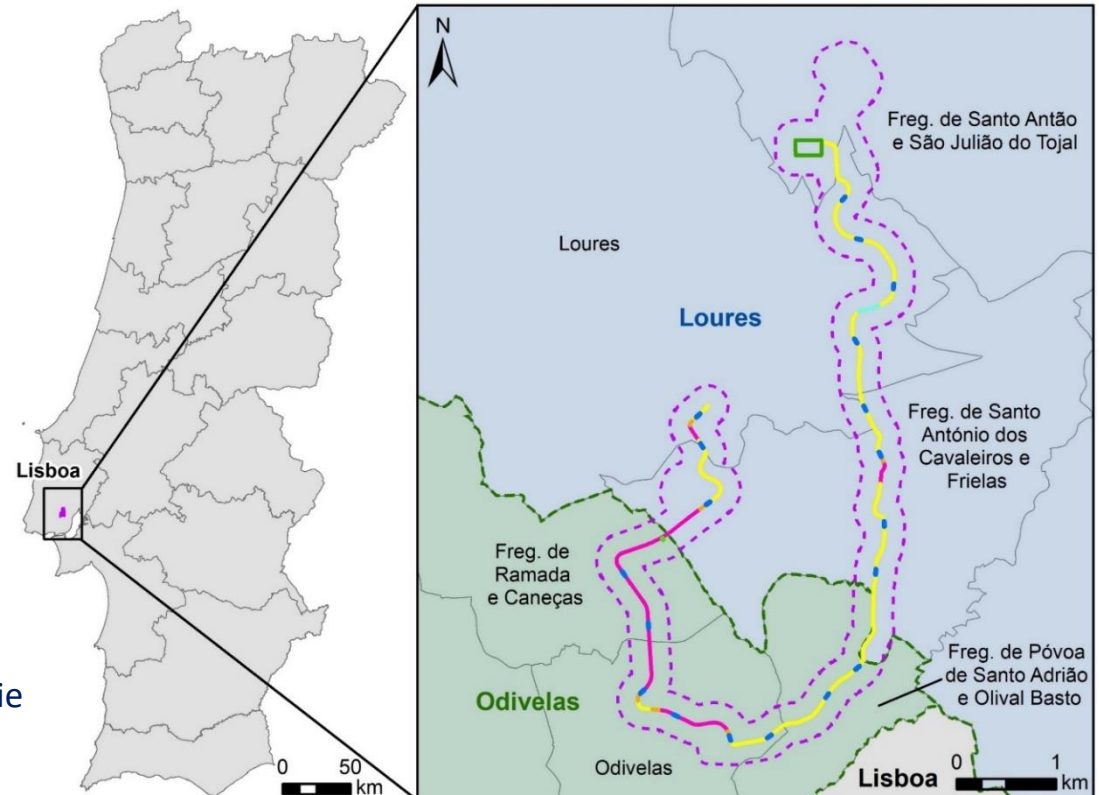 N
Freg. de Santo Antão
e São Julião do Tojal
Loures
Loures
Lisboa
Freg. de Santo
António dos
Cavaleiros e
Frielas
Freg. de
Ramada
e Caneças
Freg. de Póvoa
de Santo Adrião
e Olival Basto
ie
Odivelas
Odivelas
Lisboa
0 50
km
0 1
km